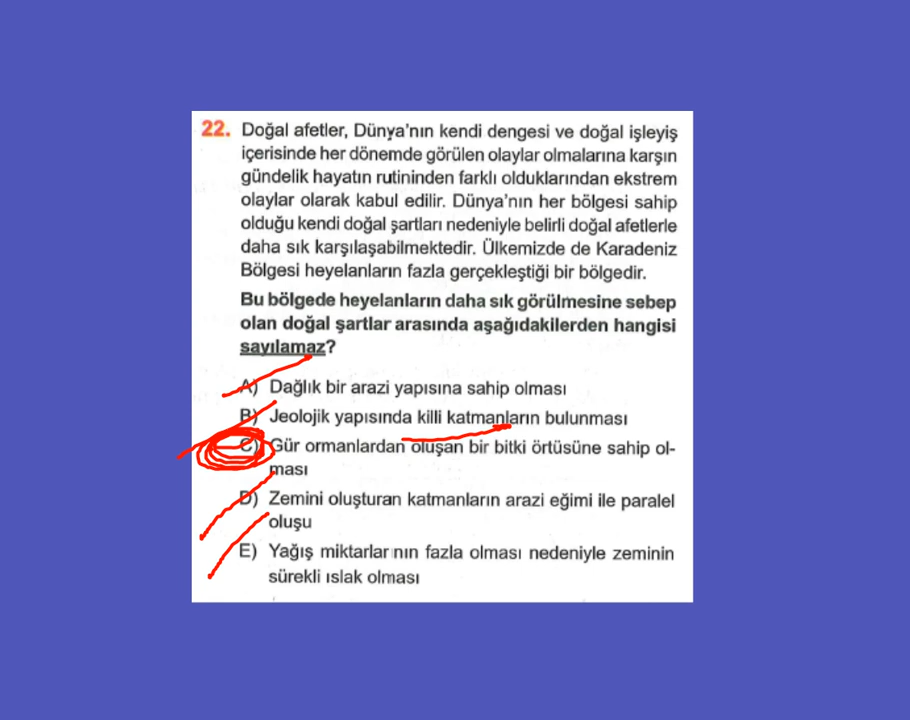 22. Doğal afetler, Dünya'nın kendi dengesi ve doğal işleyiş
içerisinde her dönemde görülen olaylar olmalarına karşın
gündelik hayatın rutininden farklı olduklarından ekstrem
olaylar olarak kabul edilir. Dünya'nın her bölgesi sahip
olduğu kendi doğal şartları nedeniyle belirli doğal afetlerle
daha sık karşılaşabilmektedir. Ülkemizde de Karadeniz
Bölgesi heyelanların fazla gerçekleştiği bir bölgedir.
Bu bölgede heyelanların daha sık görülmesine sebep
olan doğal şartlar arasında aşağıdakilerden hangisi
sayılamaz?
A) Dağlık bir arazi yapısına sahip olması
B) Jeolojik yapısında killi katmanların bulunması
C) Gür ormanlardan oluşan bir bitki örtüsüne sahip ol-
ması
D) Zemini oluşturan katmanların arazi eğimi ile paralel
oluşu
E) Yağış miktarlarının fazla olması nedeniyle zeminin
sürekli ıslak olması